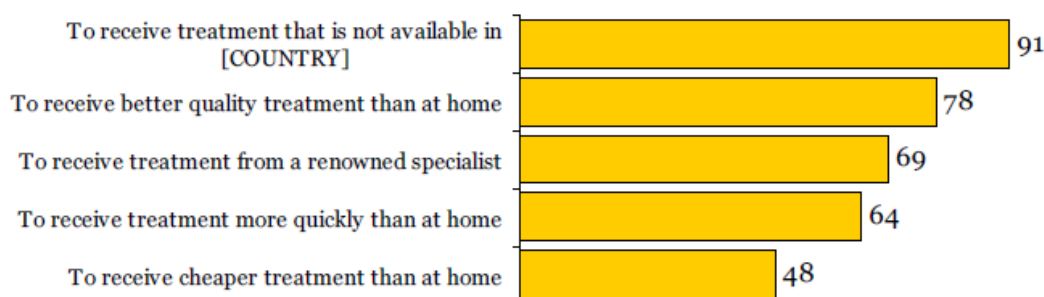 To receive treatment that is not available in
[COUNTRY]
91
To receive better quality treatment than at home
78
To receive treatment from a renowned specialist
69
To receive treatment more quickly than at home
64
To receive cheaper treatment than at home
48